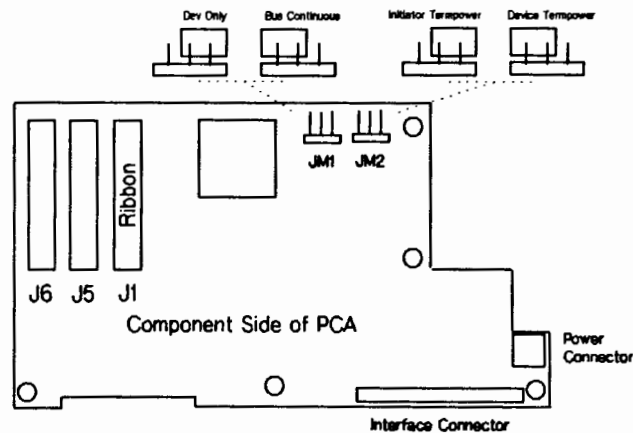 Dev Only Bus Continuous Initiator Termpower Device Termpower
JM1 JM2
Ribbon
J6 J5 J1
Component Side of PCA
Power
Connector
Interface Connector